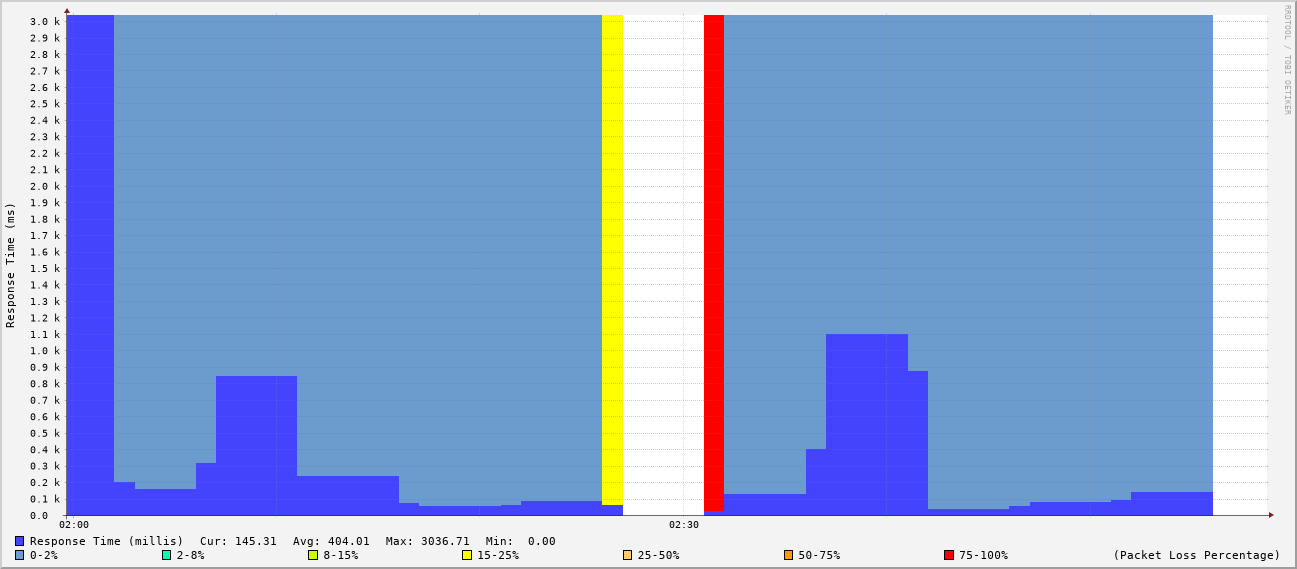 RRDTOOL / TOBI OETIKER
Response Time (ms)
3.0 k
2.9 k
2.8 k
2.7 k
2.6 k
2.5 k
2.4 k
2.3 k
2.2 k
2.1 k
2.0 k
1.9 k
1.8 k
1.7 k
1.6 k
1.5 k
1.4 k
1.3 k
1.2 k
1.1 k
1.0 k
0.9 k
0.8 k
0.7 k
0.6 k
0.5 k
0.4 k
0.3 k
0.2 k
0.1 k
0.0
02:00 02:30
Response Time (millis) Cur: 145.31 Avg: 404.01 Max: 3036.71 Min: 0.00
0-2% 2-8% 8-15% 15-25% 25-50% 50-75% 75-100% (Packet Loss Percentage)